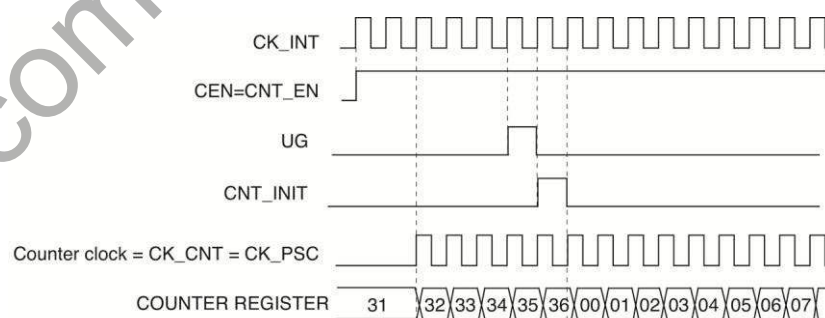 CK_INT
CEN=CNT_EN
UG
CNT_INIT
Counter clock = CK_CNT = CK_PSC
COUNTER REGISTER 31 32 33 34 35 36 00 01 02 03 04 05 06 07
com